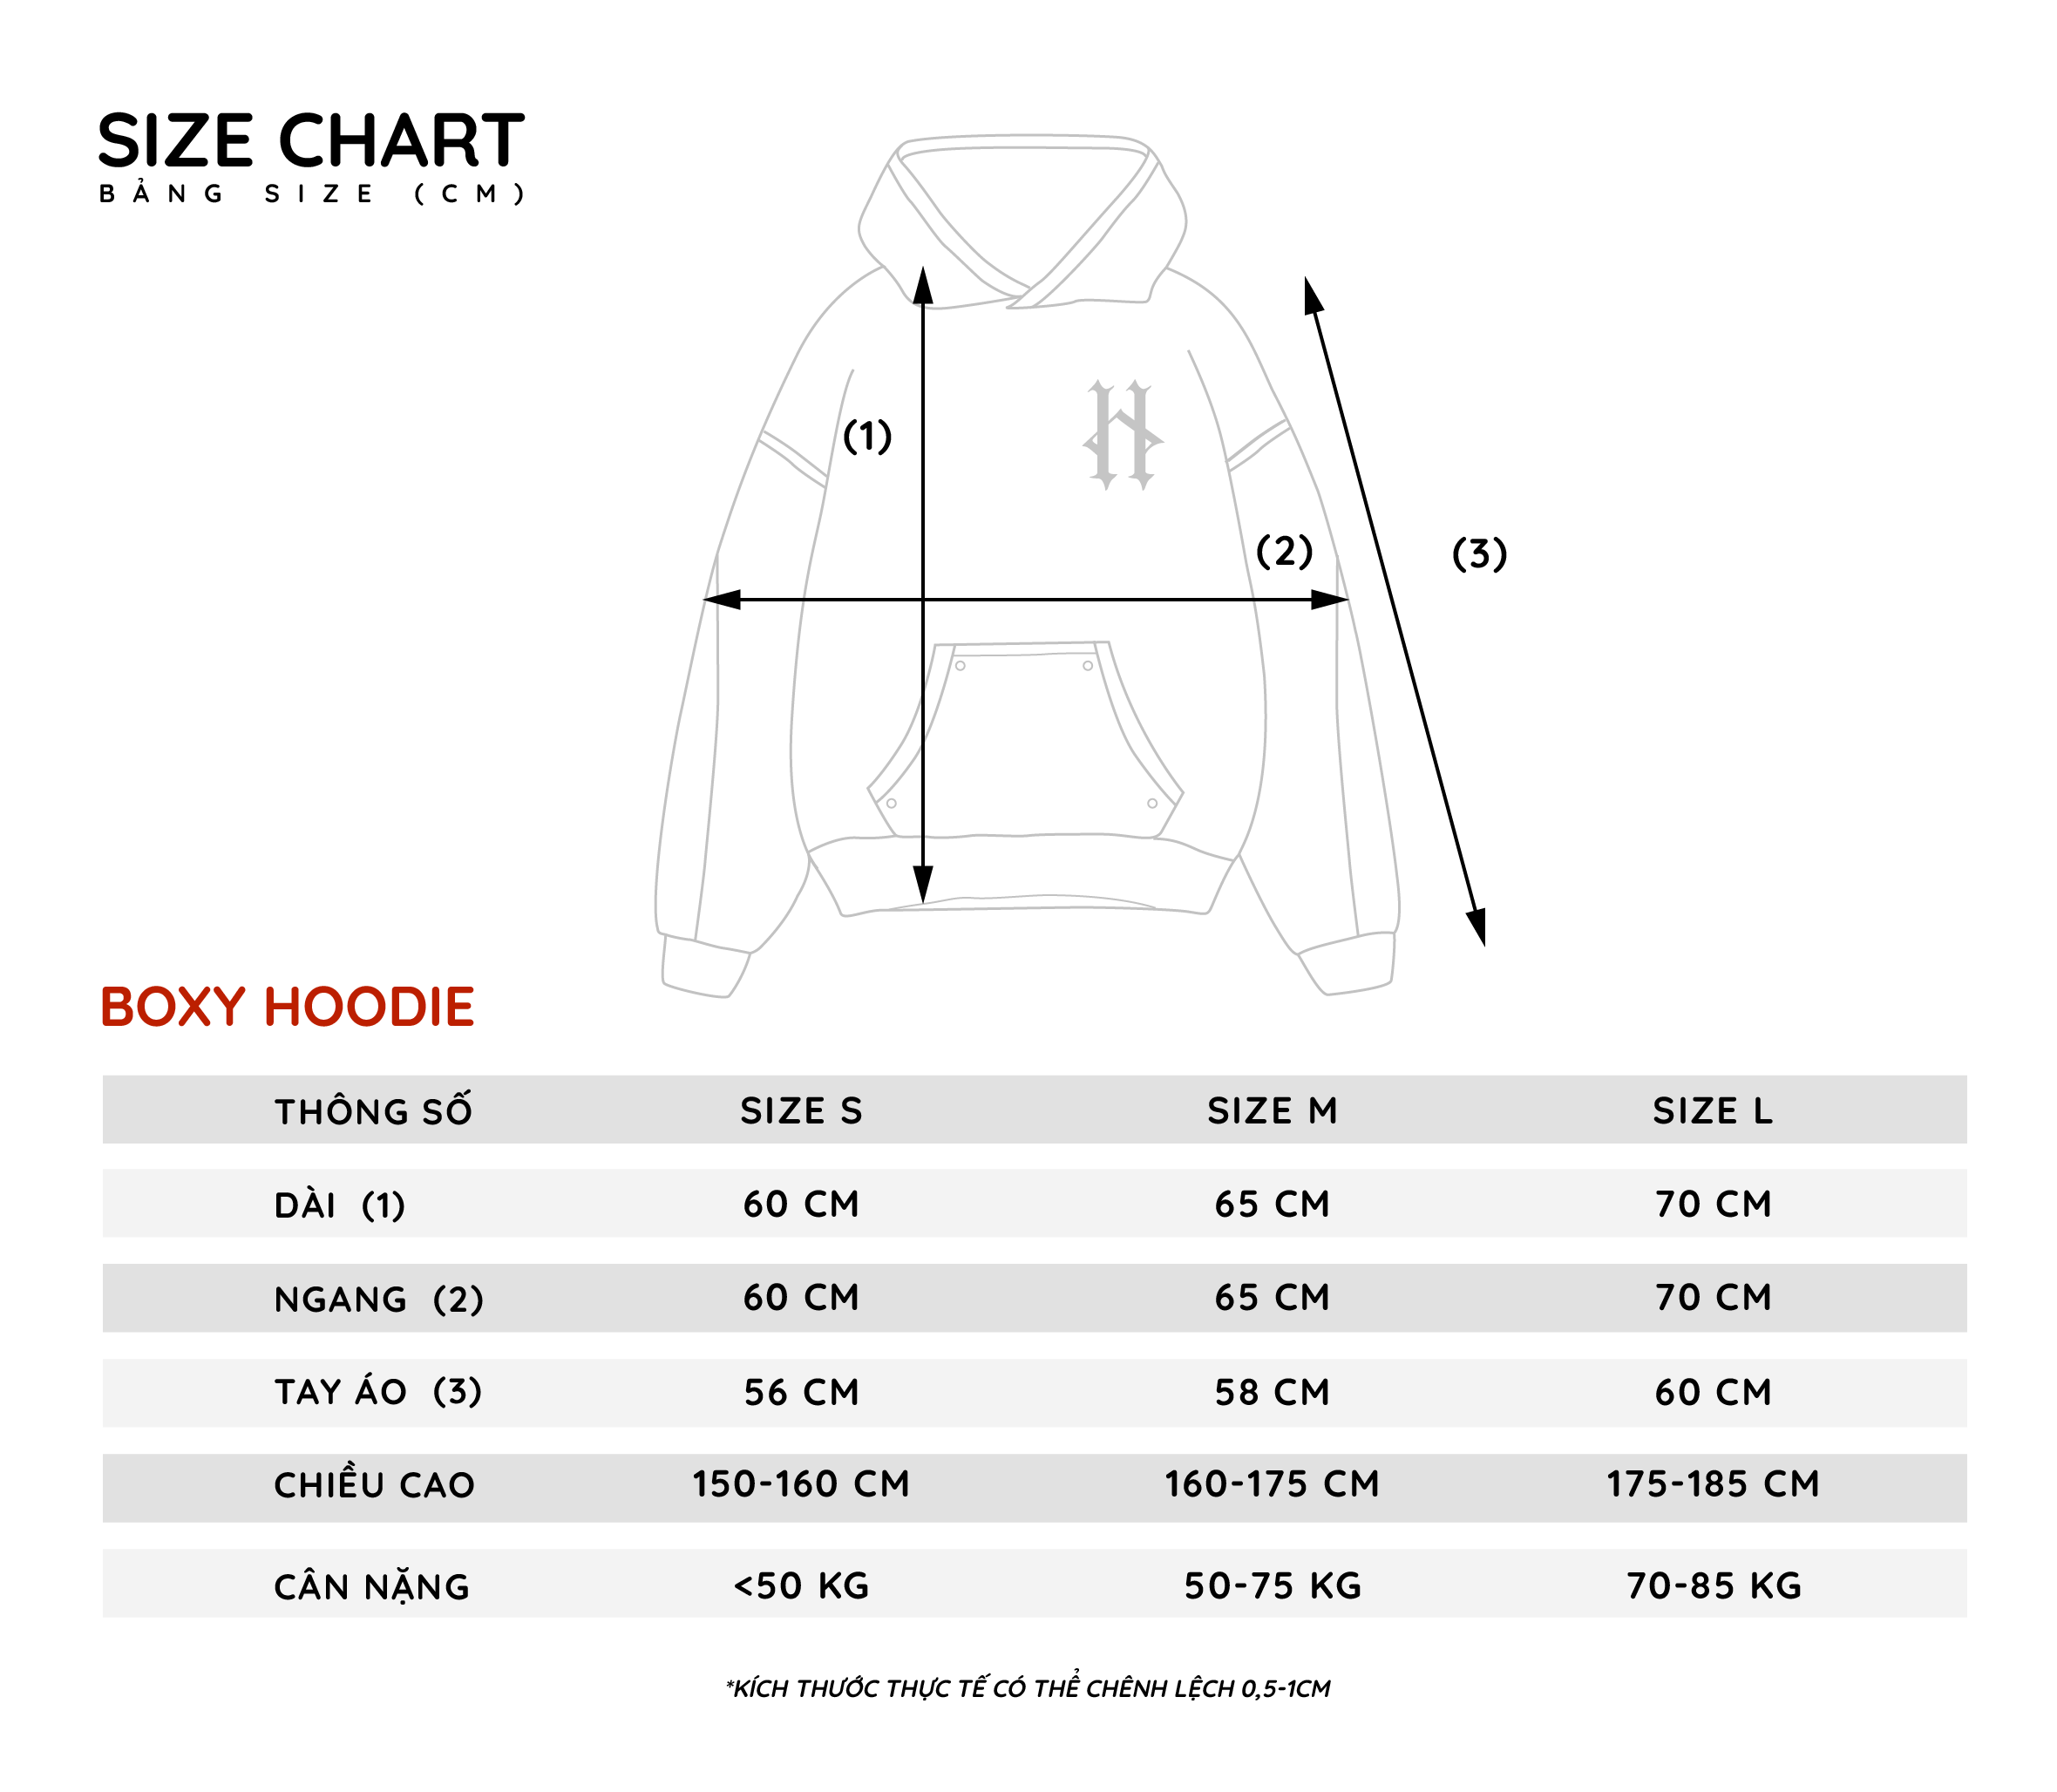 SIZE CHART
BẢNG SIZE (CM)
(1)
(2)
(3)
BOXY HOODIE
THÔNG SỐ SIZE S SIZE M SIZE L
DÀI (1) 60 CM 65 CM 70 CM
NGANG (2) 60 CM 65 CM 70 CM
TAY ÁO (3) 56 CM 58 CM 60 CM
CHIỀU CAO 150-160 CM 160-175 CM 175-185 CM
CÂN NẶNG <50 KG 50-75 KG 70-85 KG
*KÍCH THƯỚC THỰC TẾ CÓ THỂ CHÊNH LỆCH 0,5-1CM